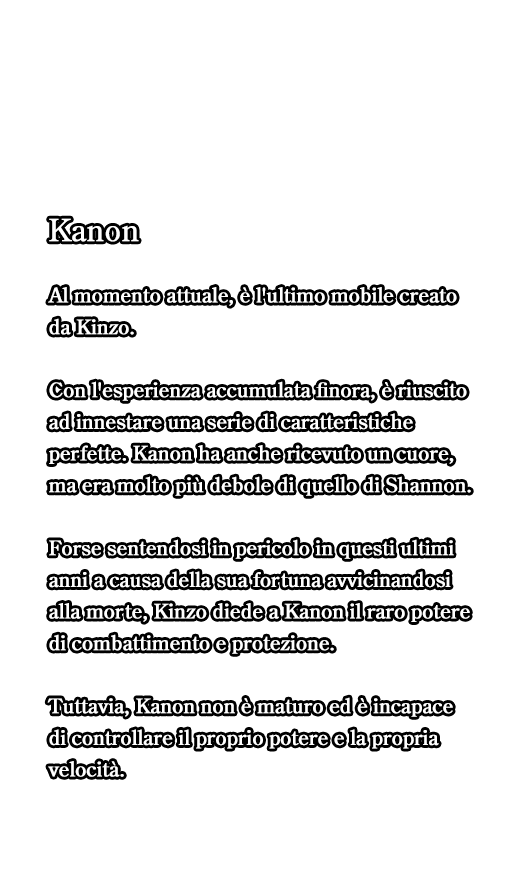 Kanon
Al momento attuale, è l'ultimo mobile creato
da Kinzo.
Con l'esperienza accumulata finora, è riuscito
ad innestare una serie di caratteristiche
perfette. Kanon ha anche ricevuto un cuore,
ma era molto più debole di quello di Shannon.
Forse sentendosi in pericolo in questi ultimi
anni a causa della sua fortuna avvicinandosi
alla morte, Kinzo diede a Kanon il raro potere
di combattimento e protezione.
Tuttavia, Kanon non è maturo ed è incapace
di controllare il proprio potere e la propria
velocità.